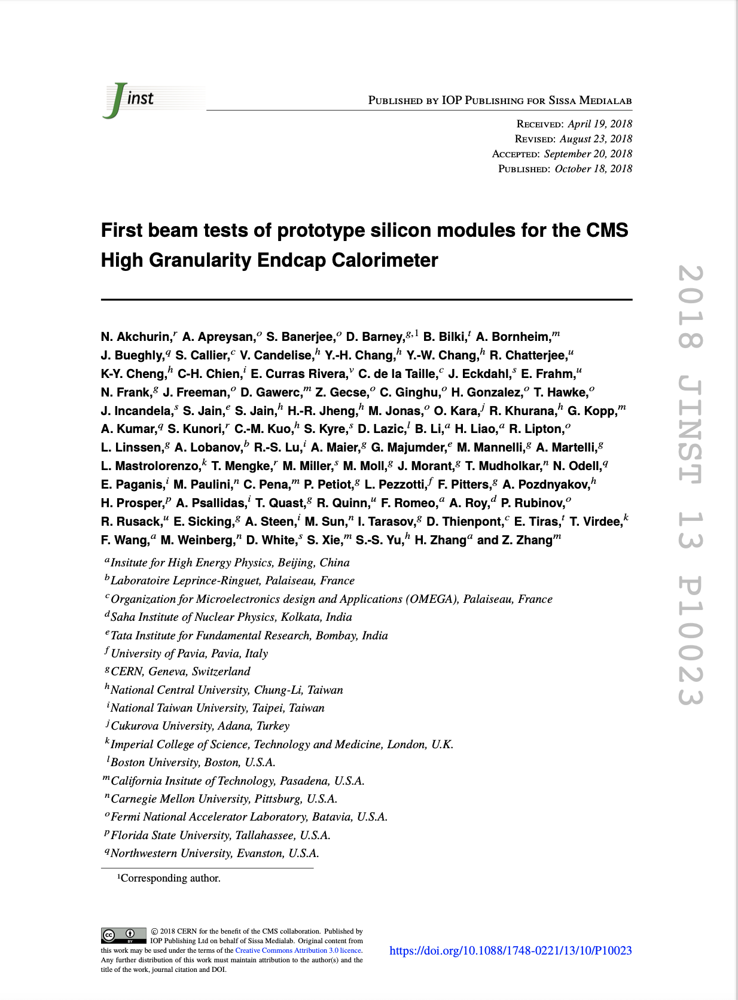 Jinst
Published by IOP Publishing for Sissa Medialab
Received: April 19, 2018
Revised: August 23, 2018
Accepted: September 20, 2018
Published: October 18, 2018
First beam tests of prototype silicon modules for the CMS
High Granularity Endcap Calorimeter
N. Akchurin,r A. Apreysan,o S. Banerjee,o D. Barney,g,1 B. Bilki,t A. Bornheim,m
J. Bueghly,q S. Callier,c V. Candelise,h Y.-H. Chang,h Y.-W. Chang,h R. Chatterjee,u
K-Y. Cheng,h C-H. Chien,i E. Curras Rivera,v C. de la Taille,c J. Eckdahl,s E. Frahm,u
N. Frank,g J. Freeman,o D. Gawerc,m Z. Gecse,o C. Ginghu,o H. Gonzalez,o T. Hawke,o
J. Incandela,s S. Jain,e S. Jain,h H.-R. Jheng,h M. Jonas,o O. Kara,j R. Khurana,h G. Kopp,m
A. Kumar,q S. Kunori,r C.-M. Kuo,h S. Kyre,s D. Lazic,l B. Li,a H. Liao,a R. Lipton,o
L. Linssen,g A. Lobanov,b R.-S. Lu,i A. Maier,g G. Majumder,e M. Mannelli,g A. Martelli,g
L. Mastrolorenzo,k T. Mengke,r M. Miller,s M. Moll,g J. Morant,g T. Mudholkar,n N. Odell,q
E. Paganis,i M. Paulini,n C. Pena,m P. Petiot,g L. Pezzotti,f F. Pitters,g A. Pozdnyakov,h
H. Prosper,p A. Psallidas,i T. Quast,g R. Quinn,u F. Romeo,a A. Roy,d P. Rubinov,o
R. Rusack,u E. Sicking,g A. Steen,i M. Sun,n I. Tarasov,g D. Thienpont,c E. Tiras,t T. Virdee,k
F. Wang,a M. Weinberg,n D. White,s S. Xie,m S.-S. Yu,h H. Zhanga and Z. Zhangm
aInsitute for High Energy Physics, Beijing, China
bLaboratoire Leprince-Ringuet, Palaiseau, France
cOrganization for Microelectronics design and Applications (OMEGA), Palaiseau, France
dSaha Institute of Nuclear Physics, Kolkata, India
eTata Institute for Fundamental Research, Bombay, India
fUniversity of Pavia, Pavia, Italy
gCERN, Geneva, Switzerland
hNational Central University, Chung-Li, Taiwan
iNational Taiwan University, Taipei, Taiwan
jCukurova University, Adana, Turkey
kImperial College of Science, Technology and Medicine, London, U.K.
lBoston University, Boston, U.S.A.
mCalifornia Insitute of Technology, Pasadena, U.S.A.
nCarnegie Mellon University, Pittsburg, U.S.A.
oFermi National Accelerator Laboratory, Batavia, U.S.A.
pFlorida State University, Tallahassee, U.S.A.
qNorthwestern University, Evanston, U.S.A.
1Corresponding author.
cc BY © 2018 CERN for the benefit of the CMS collaboration. Published by
IOP Publishing Ltd on behalf of Sissa Medialab. Original content from
this work may be used under the terms of the Creative Commons Attribution 3.0 licence.
Any further distribution of this work must maintain attribution to the author(s) and the
title of the work, journal citation and DOI.
https://doi.org/10.1088/1748-0221/13/10/P10023
2018 JINST 13 P10023